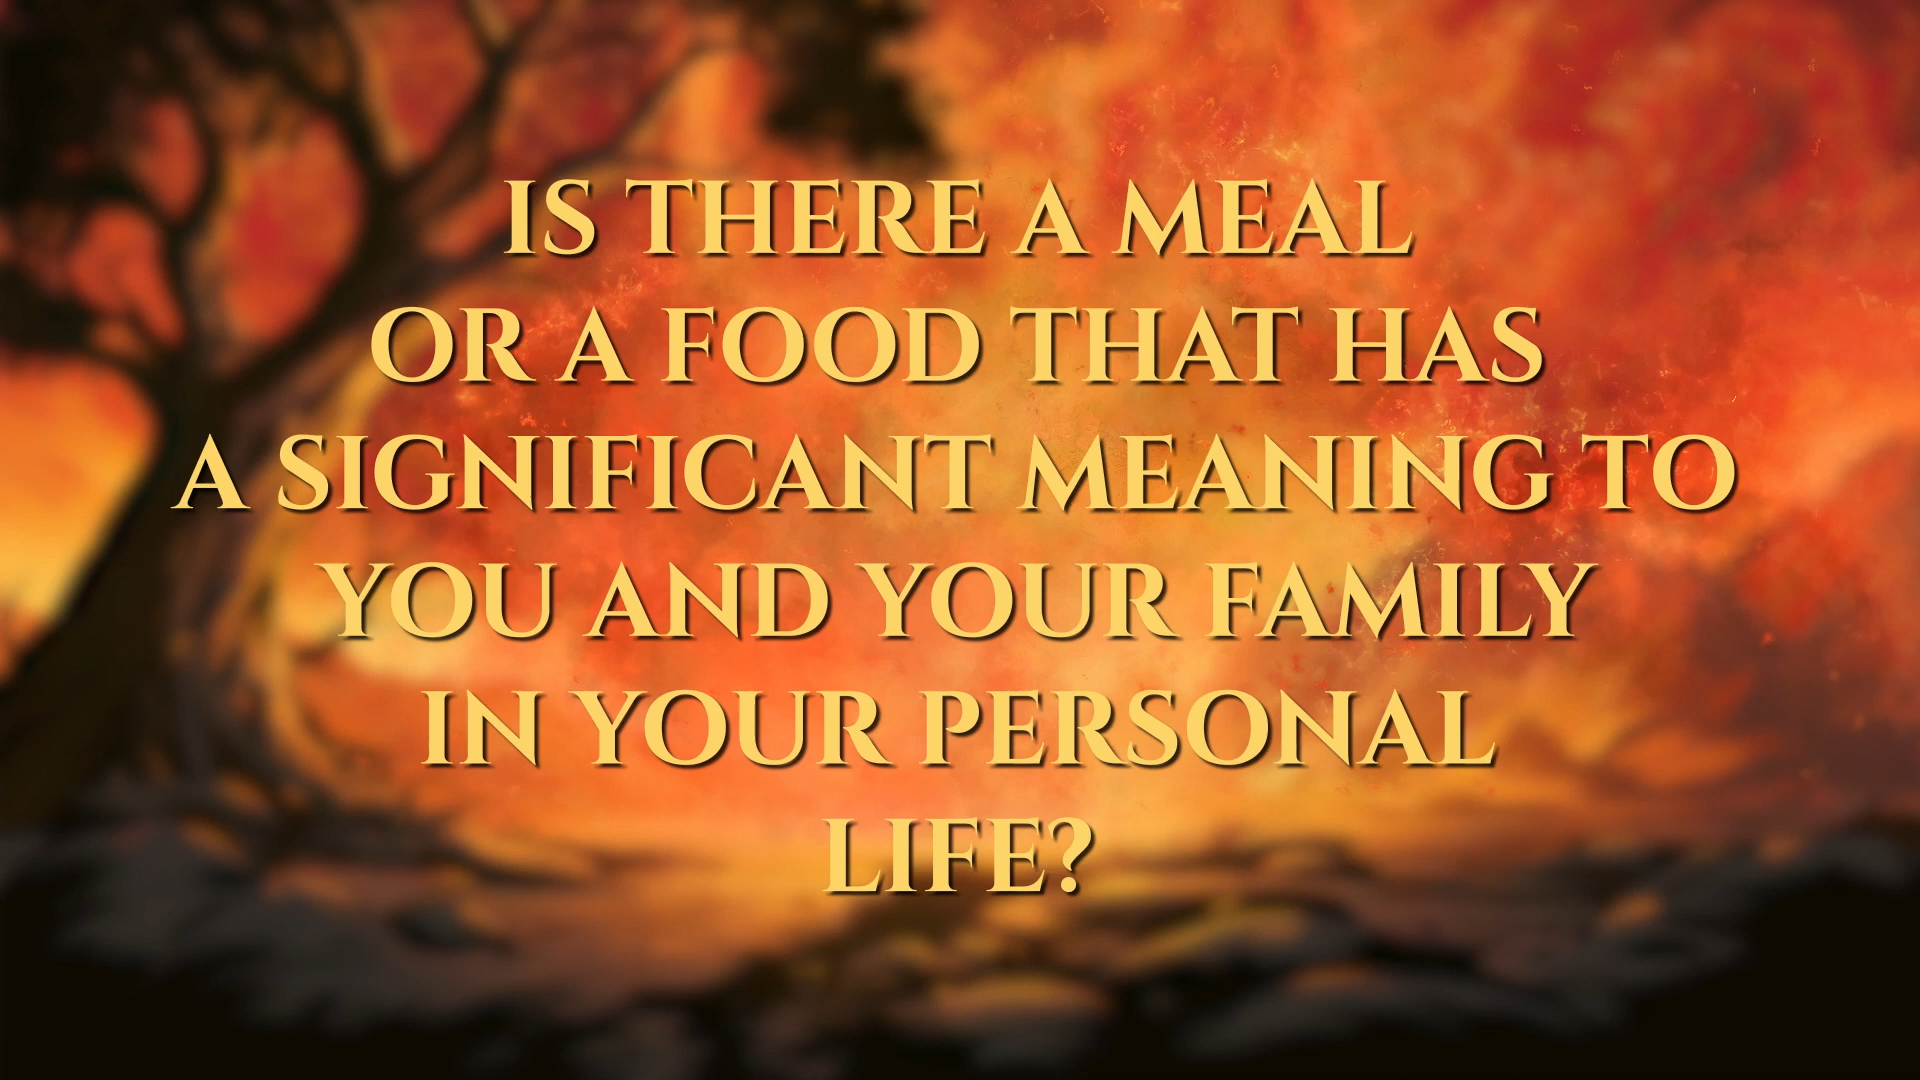 IS THERE A MEAL
OR A FOOD THAT HAS
A SIGNIFICANT MEANING TO
YOU AND YOUR FAMILY
IN YOUR PERSONAL
LIFE?